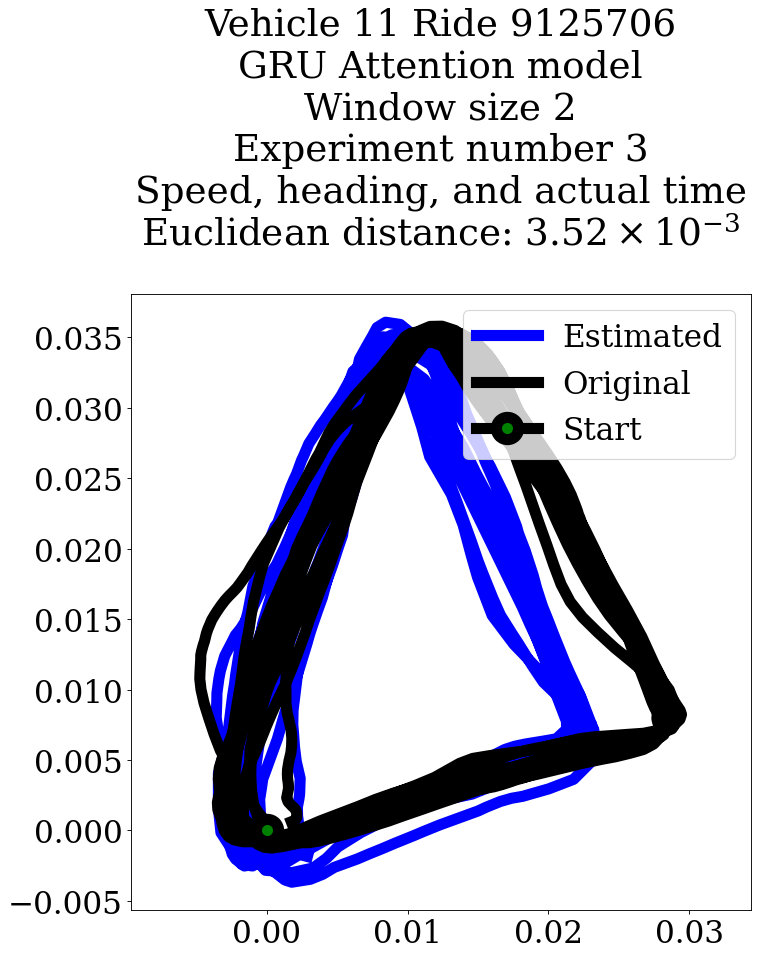 Vehicle 11 Ride 9125706
GRU Attention model
Window size 2
Experiment number 3
Speed, heading, and actual time
Euclidean distance: 3.52 × 10⁻³
Estimated
Original
Start
0.035
0.030
0.025
0.020
0.015
0.010
0.005
0.000
−0.005
0.00 0.01 0.02 0.03